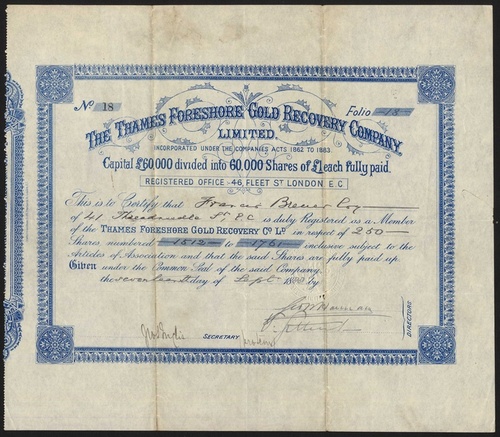 No 18
Folio 18
THE THAMES FORESHORE GOLD RECOVERY COMPANY,
LIMITED.
INCORPORATED UNDER THE COMPANIES ACTS 1862 TO 1883.
Capital £60,000 divided into 60,000 Shares of £1 each fully paid.
REGISTERED OFFICE: 46, FLEET ST LONDON. E.C.
This is to Certify that Francis Brewer Esq
of 41 Threadneedle St E.C. is duly Registered as a Member
of the THAMES FORESHORE GOLD RECOVERY CO LD in respect of 250
Shares numbered 1512 to 1761 inclusive subject to the
Articles of Association and that the said Shares are fully paid up.
Given under the Common Seal of the said Company
the seventeenth day of Sept 18 by
SECRETARY
DIRECTORS